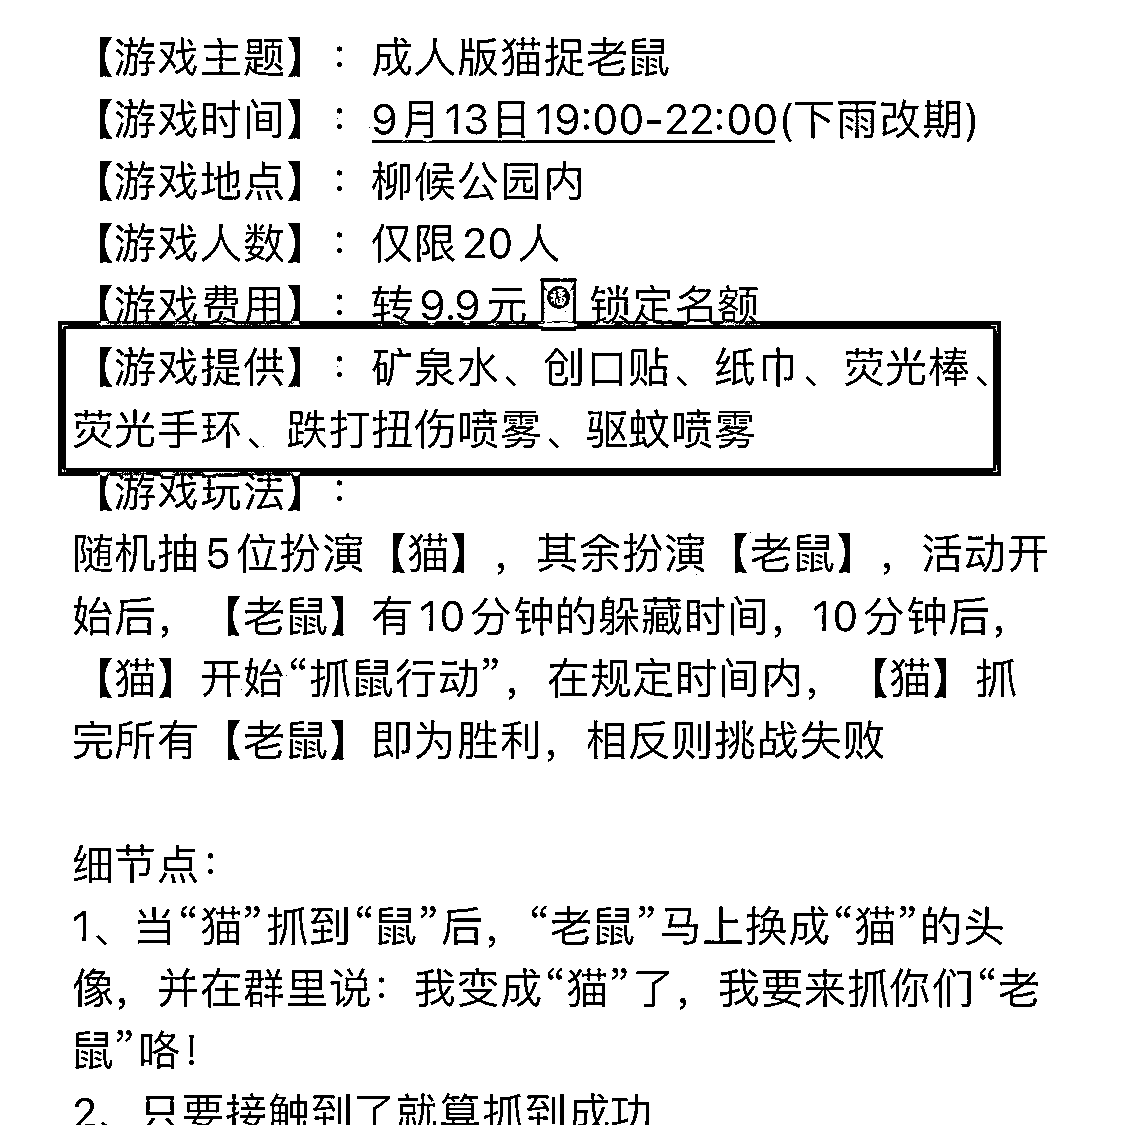 【游戏主题】：成人版猫捉老鼠
【游戏时间】：9月13日19:00-22:00(下雨改期)
【游戏地点】：柳候公园内
【游戏人数】：仅限20人
【游戏费用】：转9.9元🧧锁定名额
【游戏提供】：矿泉水、创口贴、纸巾、荧光棒、
荧光手环、跌打扭伤喷雾、驱蚊喷雾
【游戏玩法】：
随机抽5位扮演【猫】，其余扮演【老鼠】，活动开
始后，【老鼠】有10分钟的躲藏时间，10分钟后，
【猫】开始“抓鼠行动”，在规定时间内，【猫】抓
完所有【老鼠】即为胜利，相反则挑战失败
细节点：
1、当“猫”抓到“鼠”后，“老鼠”马上换成“猫”的头
像，并在群里说：我变成“猫”了，我要来抓你们“老
鼠”咯！
2、只要接触到了就算抓到成功